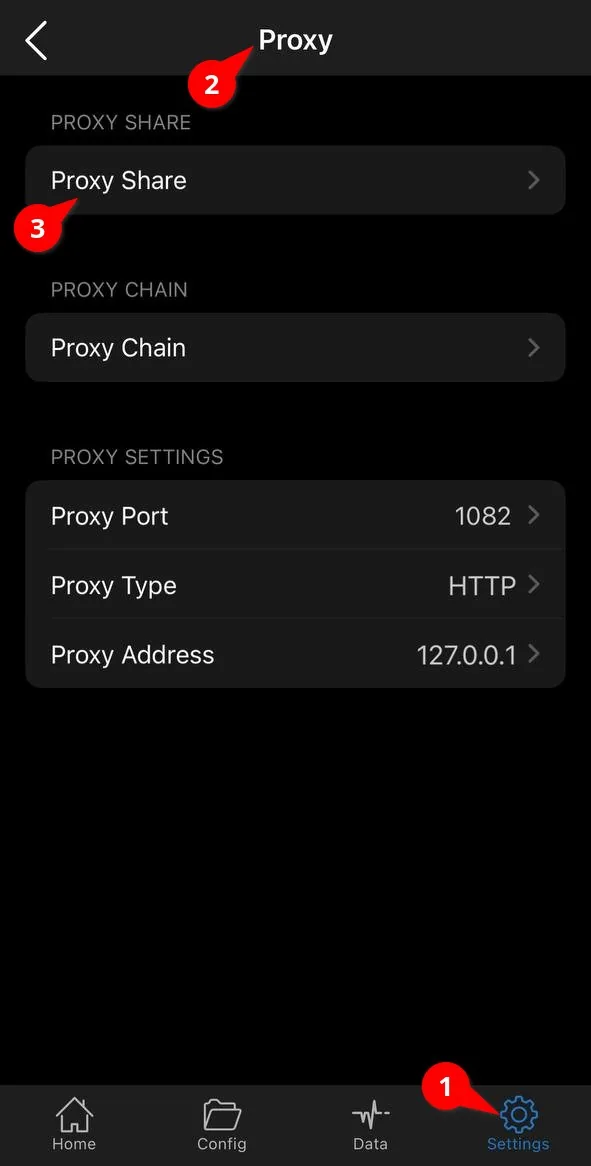 Proxy
2
PROXY SHARE
Proxy Share
3
PROXY CHAIN
Proxy Chain
PROXY SETTINGS
Proxy Port 1082
Proxy Type HTTP
Proxy Address 127.0.0.1
1
Home Config Data Settings